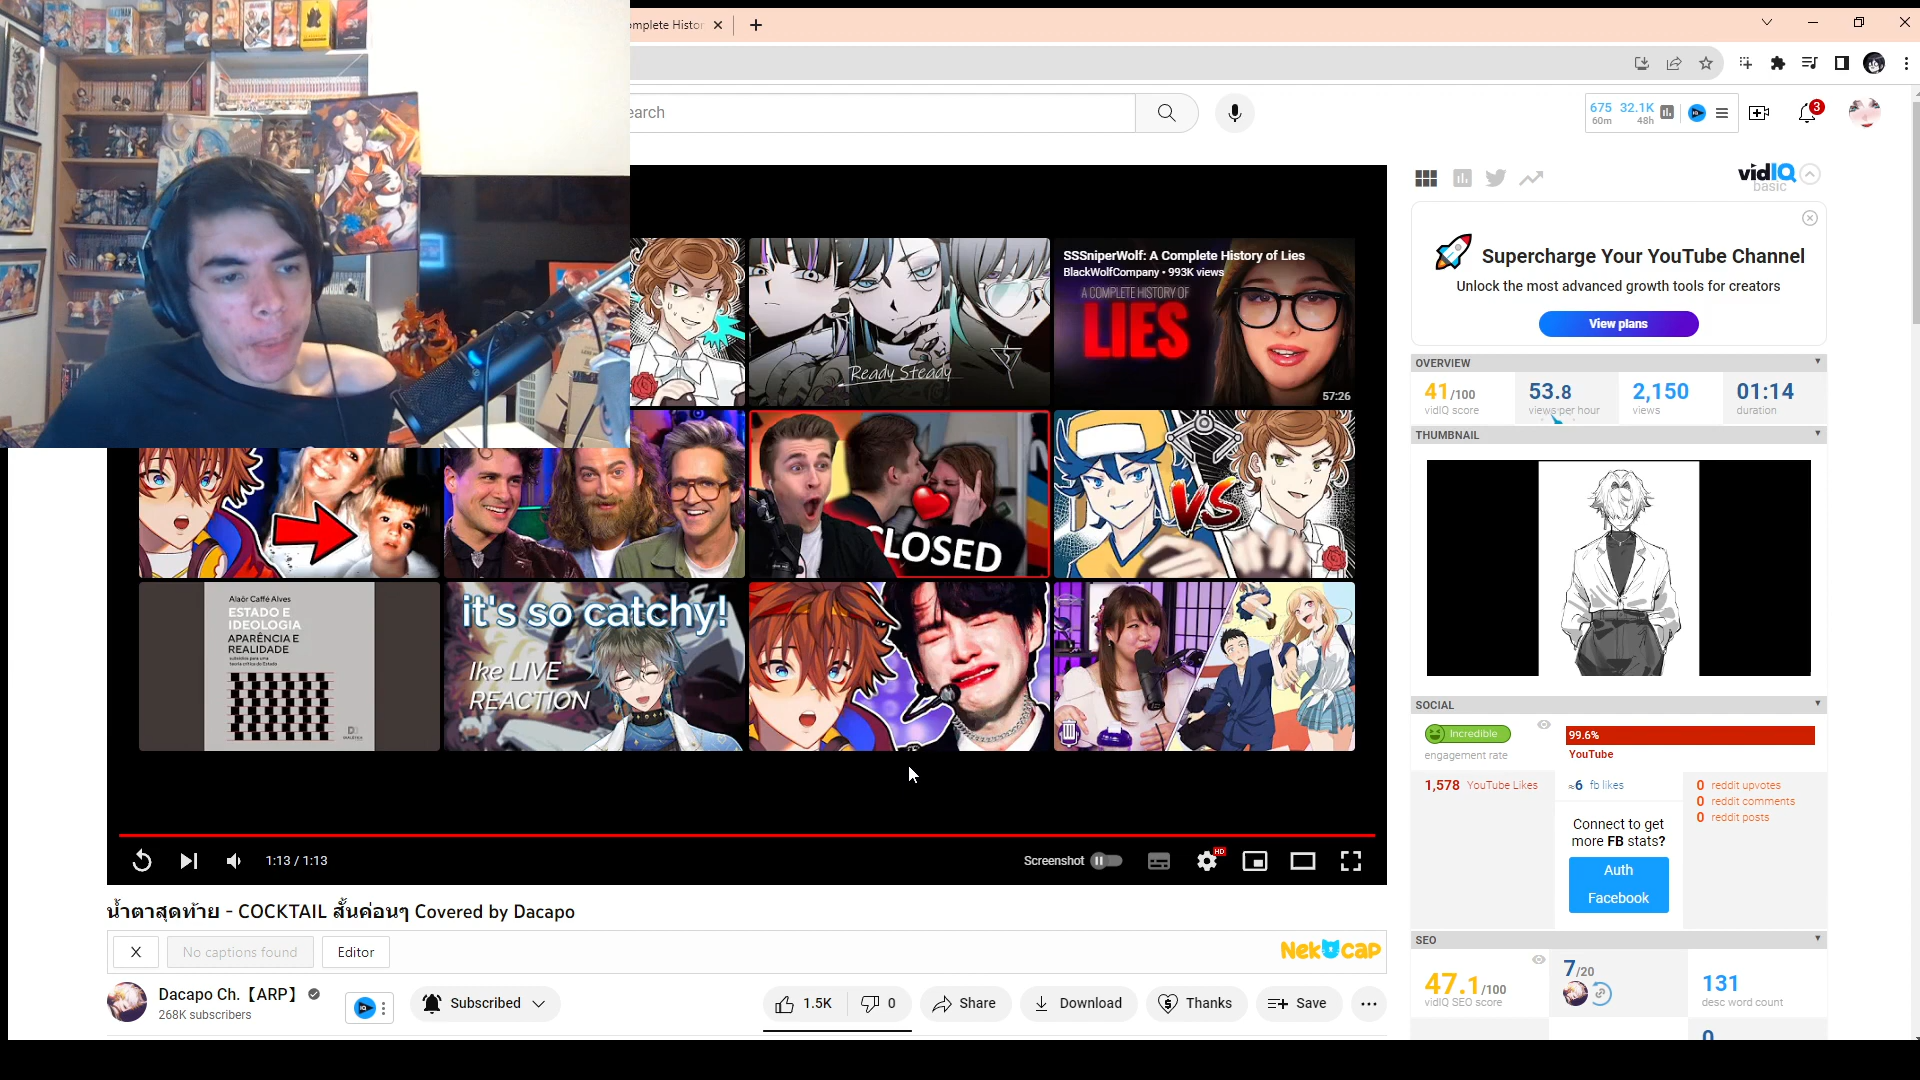 omplete Histor
earch
675 32.1K
60m 48h
3
vidIQ
basic
Supercharge Your YouTube Channel
Unlock the most advanced growth tools for creators
View plans
SSSniperWolf: A Complete History of Lies
BlackWolfCompany • 993K views
A COMPLETE HISTORY OF
LIES
57:26
Ready Steady
OVERVIEW
41/100
vidIQ score
53.8
views per hour
2,150
views
01:14
duration
THUMBNAIL
CLOSED
VS
Alaôr Caffé Alves
ESTADO E
IDEOLOGIA
APARÊNCIA E
REALIDADE
it's so catchy!
Ike LIVE
REACTION
SOCIAL
Incredible
engagement rate
99.6%
YouTube
1,578 YouTube Likes
≈6 fb likes
0 reddit upvotes
0 reddit comments
0 reddit posts
Connect to get
more FB stats?
Auth
Facebook
1:13 / 1:13
Screenshot
HD
น้ำตาสุดท้าย - COCKTAIL สั้นค่อนๆ Covered by Dacapo
X
No captions found
Editor
NekoCap
Dacapo Ch.【ARP】
268K subscribers
Subscribed
1.5K
0
Share
Download
Thanks
Save
SEO
47.1/100
vidIQ SEO score
7/20
131
desc word count
0